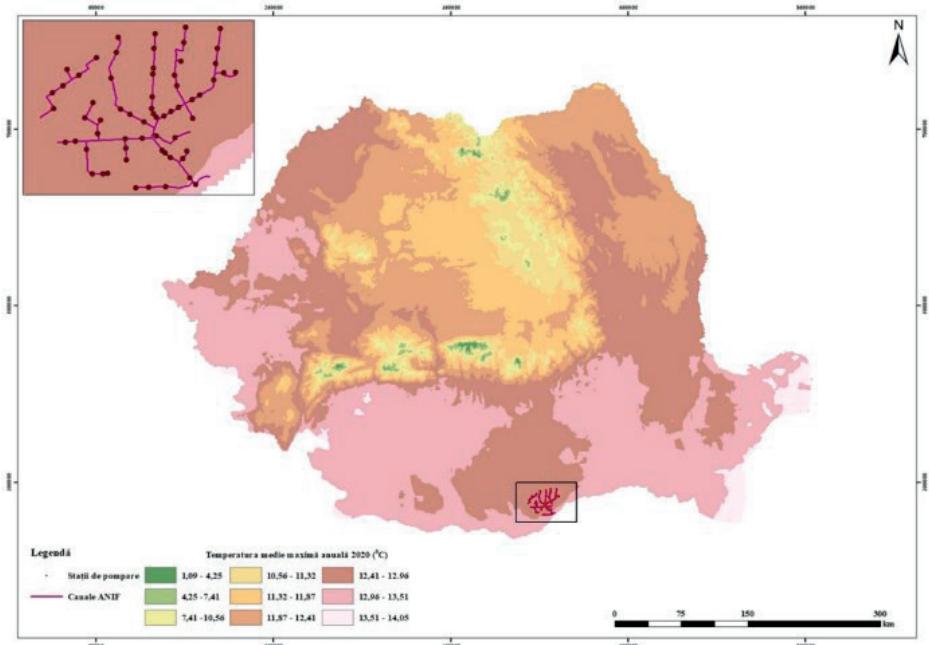 N
Legendă
Temperatura medie maximă anuală 2020 (⁰C)
Stații de pompare
Canale ANIF
1,09 - 4,25
4,25 - 7,41
7,41 - 10,56
10,56 - 11,32
11,32 - 11,87
11,87 - 12,41
12,41 - 12.96
12,96 - 13,51
13,51 - 14,05
0 75 150 300
km